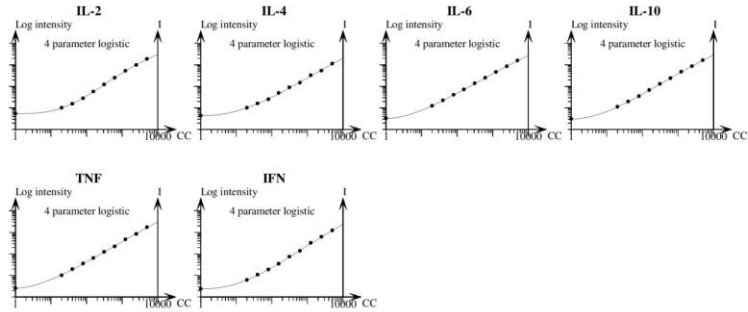 IL-2
Log intensity I
4 parameter logistic
1 10000 CC
IL-4
Log intensity I
4 parameter logistic
1 10000 CC
IL-6
Log intensity I
4 parameter logistic
1 10000 CC
IL-10
Log intensity I
4 parameter logistic
1 10000 CC
TNF
Log intensity I
4 parameter logistic
1 10000 CC
IFN
Log intensity I
4 parameter logistic
1 10000 CC